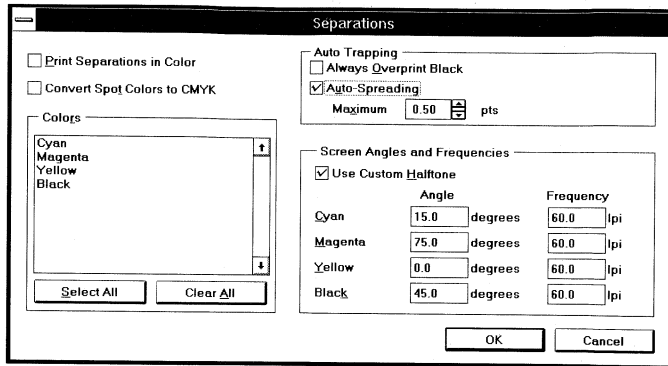 Separations
Print Separations in Color
Convert Spot Colors to CMYK
Colors
Cyan
Magenta
Yellow
Black
Select All
Clear All
Auto Trapping
Always Overprint Black
Auto-Spreading
Maximum 0.50 pts
Screen Angles and Frequencies
Use Custom Halftone
Angle Frequency
Cyan 15.0 degrees 60.0 lpi
Magenta 75.0 degrees 60.0 lpi
Yellow 0.0 degrees 60.0 lpi
Black 45.0 degrees 60.0 lpi
OK Cancel